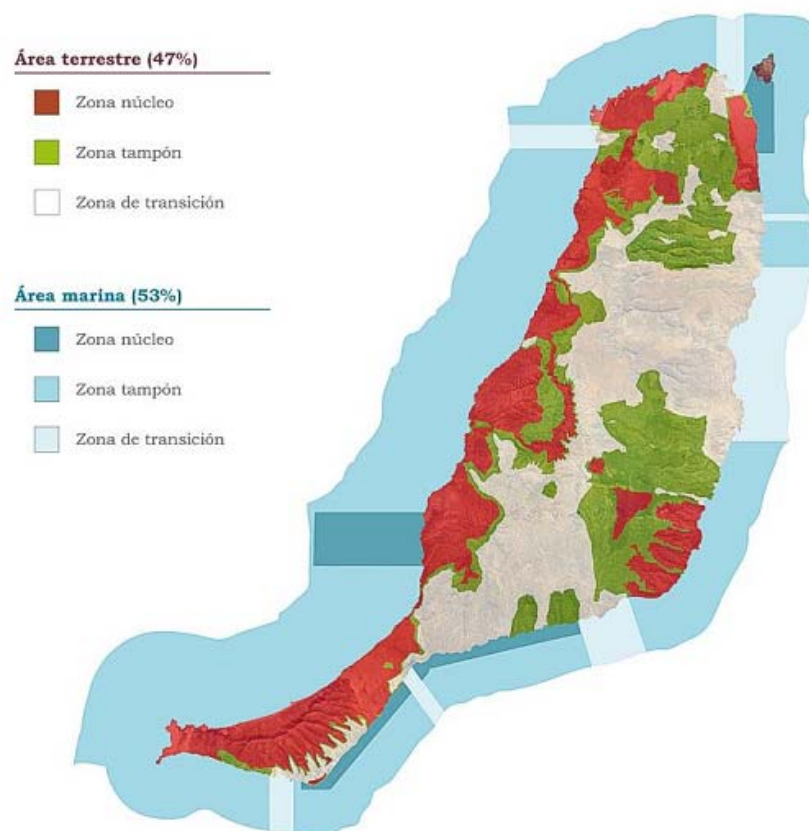 Área terrestre (47%)
Zona núcleo
Zona tampón
Zona de transición
Área marina (53%)
Zona núcleo
Zona tampón
Zona de transición